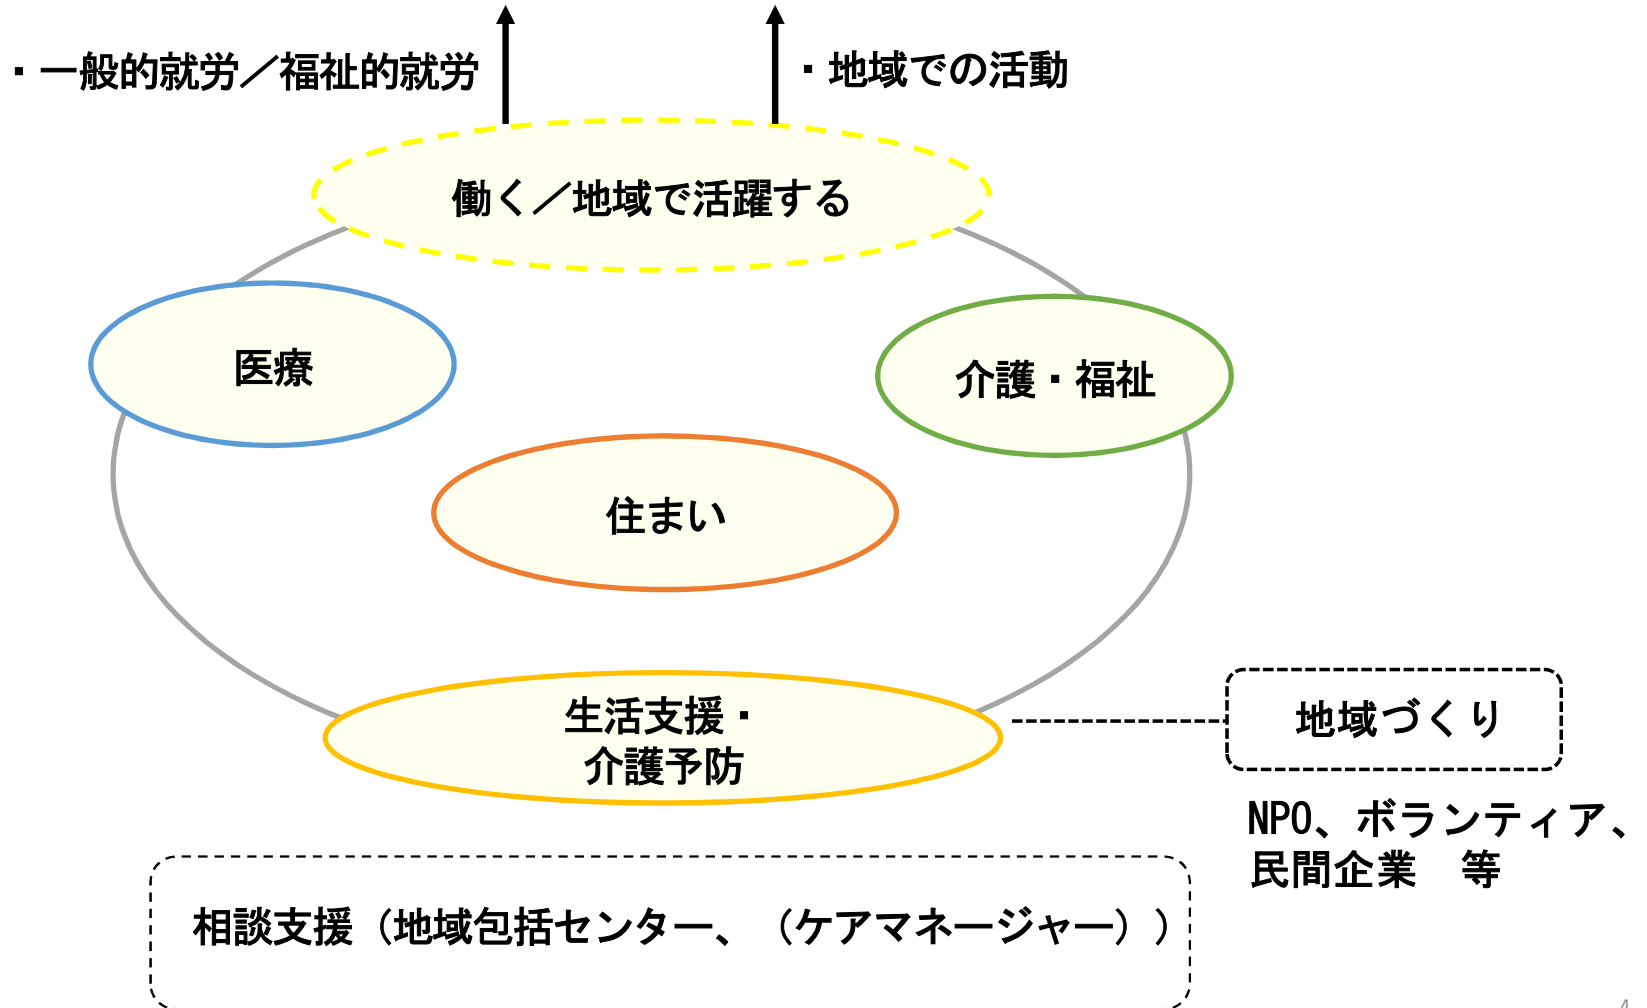 ・一般的就労／福祉的就労
・地域での活動
働く／地域で活躍する
医療
介護・福祉
住まい
生活支援・
介護予防
地域づくり
NPO、ボランティア、
民間企業　等
相談支援（地域包括センター、（ケアマネージャー））